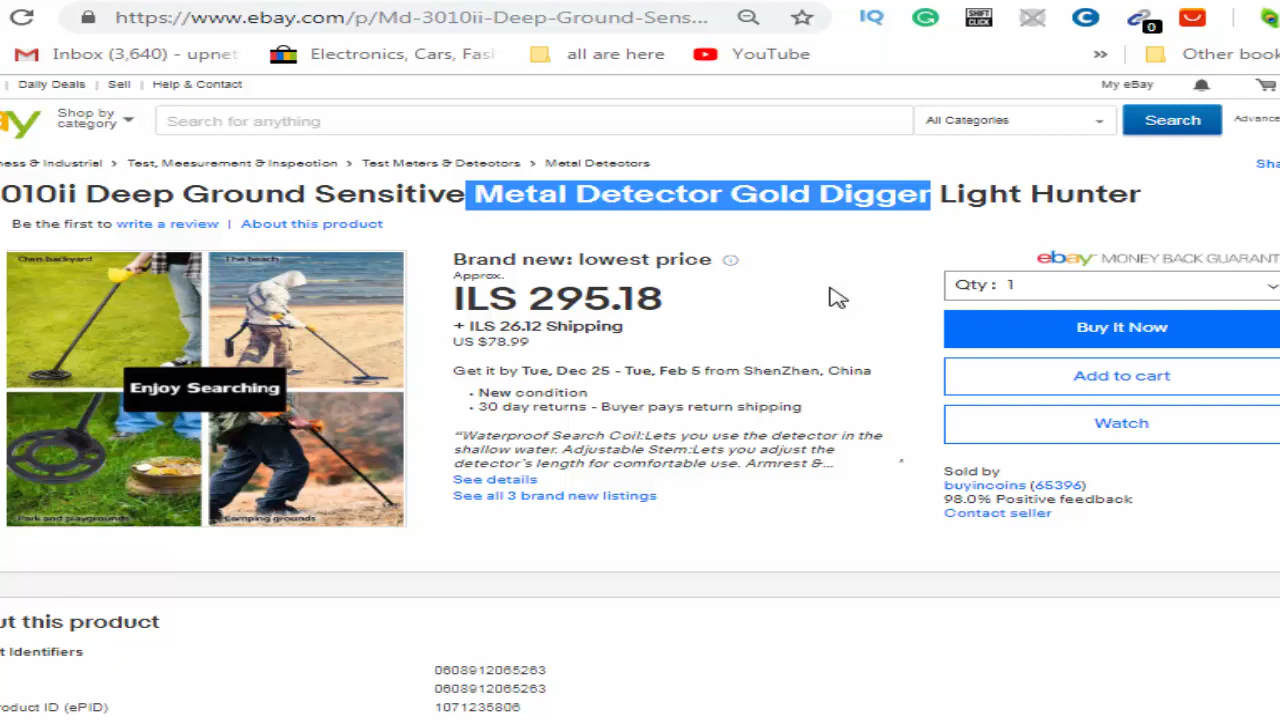 https://www.ebay.com/p/Md-3010ii-Deep-Ground-Sens...
IQ
SHIFT CLICK
0
Inbox (3,640) - upnet
Electronics, Cars, Fas
all are here
YouTube
»
Other book
Daily Deals | Sell | Help & Contact
My eBay
ay
Shop by category
Search for anything
All Categories
Search
Advance
ness & Industrial > Test, Measurement & Inspection > Test Meters & Detectors > Metal Detectors
Sha
3010ii Deep Ground Sensitive Metal Detector Gold Digger Light Hunter
Be the first to write a review | About this product
Own backyard
The beach
Enjoy Searching
Park and playgrounds
Camping grounds
Brand new: lowest price
Approx.
ILS 295.18
+ ILS 26.12 Shipping
US $78.99
Get it by Tue, Dec 25 - Tue, Feb 5 from ShenZhen, China
• New condition
• 30 day returns - Buyer pays return shipping
"Waterproof Search Coil:Lets you use the detector in the
shallow water. Adjustable Stem:Lets you adjust the
detector's length for comfortable use. Armrest &...
See details
See all 3 brand new listings
ebay MONEY BACK GUARANT
Qty : 1
Buy It Now
Add to cart
Watch
Sold by
buyincoins (65396)
98.0% Positive feedback
Contact seller
ut this product
t Identifiers
0608912065263
0608912065263
roduct ID (ePID)
1071235806